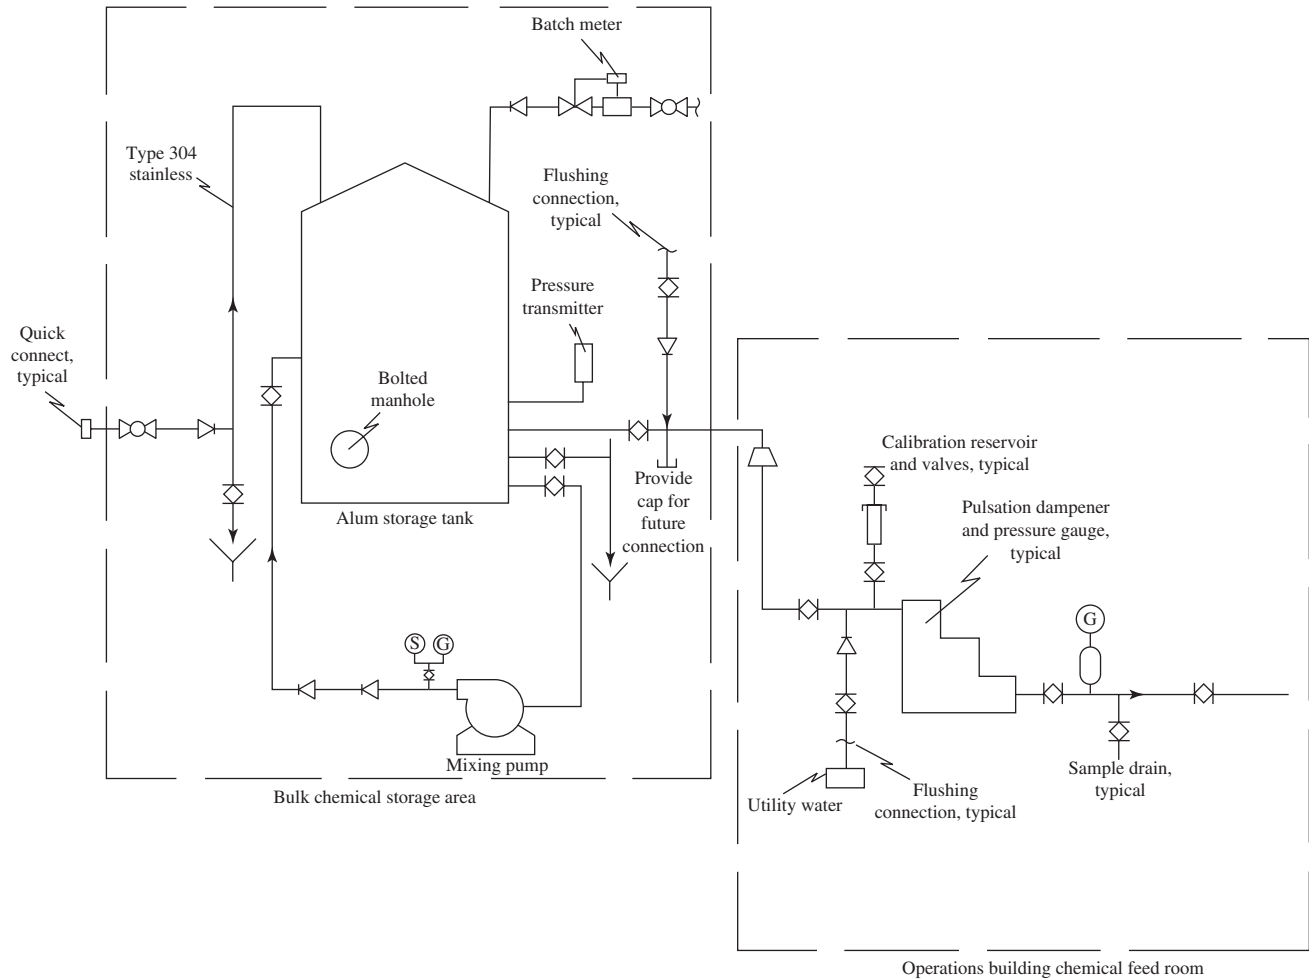 Batch meter
Type 304
stainless
Flushing
connection,
typical
Pressure
transmitter
Quick
connect,
typical
Bolted
manhole
Alum storage tank
Provide
cap for
future
connection
Calibration reservoir
and valves, typical
Pulsation dampener
and pressure gauge,
typical
S
G
G
Mixing pump
Bulk chemical storage area
Utility water
Flushing
connection, typical
Sample drain,
typical
Operations building chemical feed room